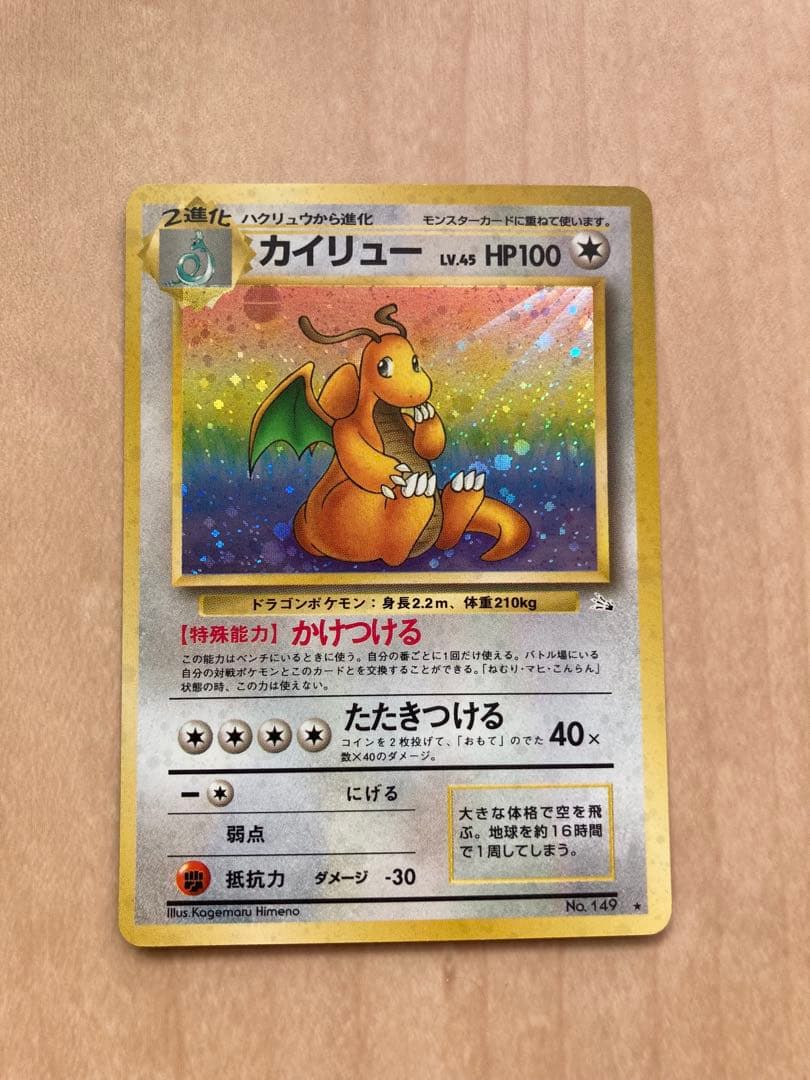 2進化 ハクリュウから進化 モンスターカードに重ねて使います。
カイリュー LV.45 HP100
ドラゴンポケモン：身長2.2m、体重210kg
【特殊能力】かけつける
この能力はベンチにいるときに使う。自分の番ごとに1回だけ使える。バトル場にいる
自分の対戦ポケモンとこのカードとを交換することができる。「ねむり・マヒ・こんらん」
状態の時、この力は使えない。
たたきつける
コインを2枚投げて、「おもて」のでた
数×40のダメージ。
40×
ー にげる
弱点
抵抗力 ダメージ -30
大きな体格で空を飛
ぶ。地球を約16時間
で1周してしまう。
Illus.Kagemaru Himeno
No. 149 ★